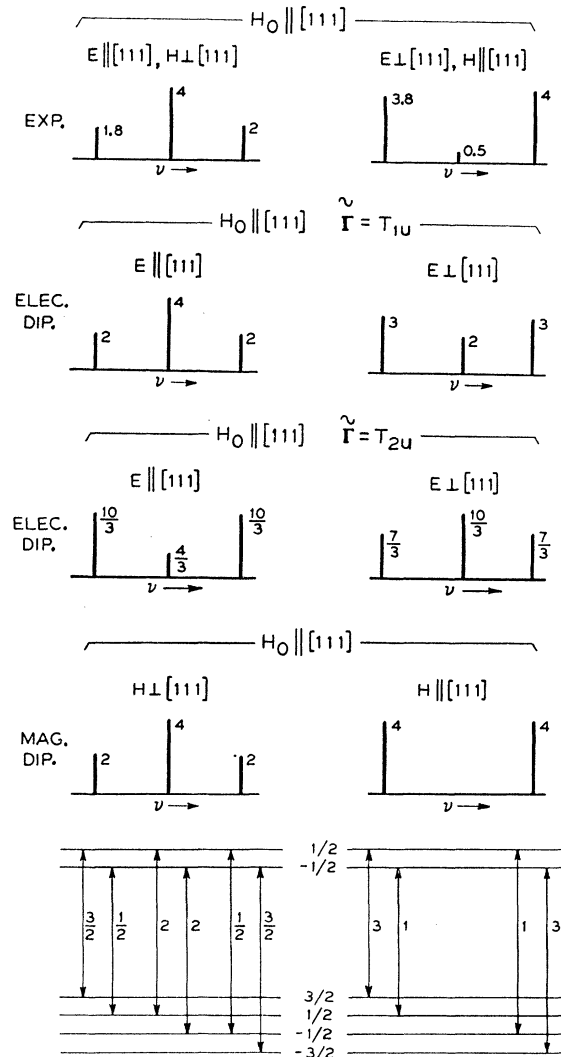 H₀∥[111]
E∥[111], H⊥[111] E⊥[111], H∥[111]
EXP. 1.8 4 2 3.8 0.5 4
ν → ν →
H₀∥[111] Γ̃ = T₁ᵤ
E∥[111] E⊥[111]
ELEC. DIP. 2 4 2 3 2 3
ν → ν →
H₀∥[111] Γ̃ = T₂ᵤ
E∥[111] E⊥[111]
ELEC. DIP. 10/3 4/3 10/3 7/3 10/3 7/3
ν → ν →
H₀∥[111]
H⊥[111] H∥[111]
MAG. DIP. 2 4 2 4 4
ν → ν →
1/2
-1/2
3/2 1/2 2 2 1/2 3/2 3 1 1 3
3/2
1/2
-1/2
-3/2